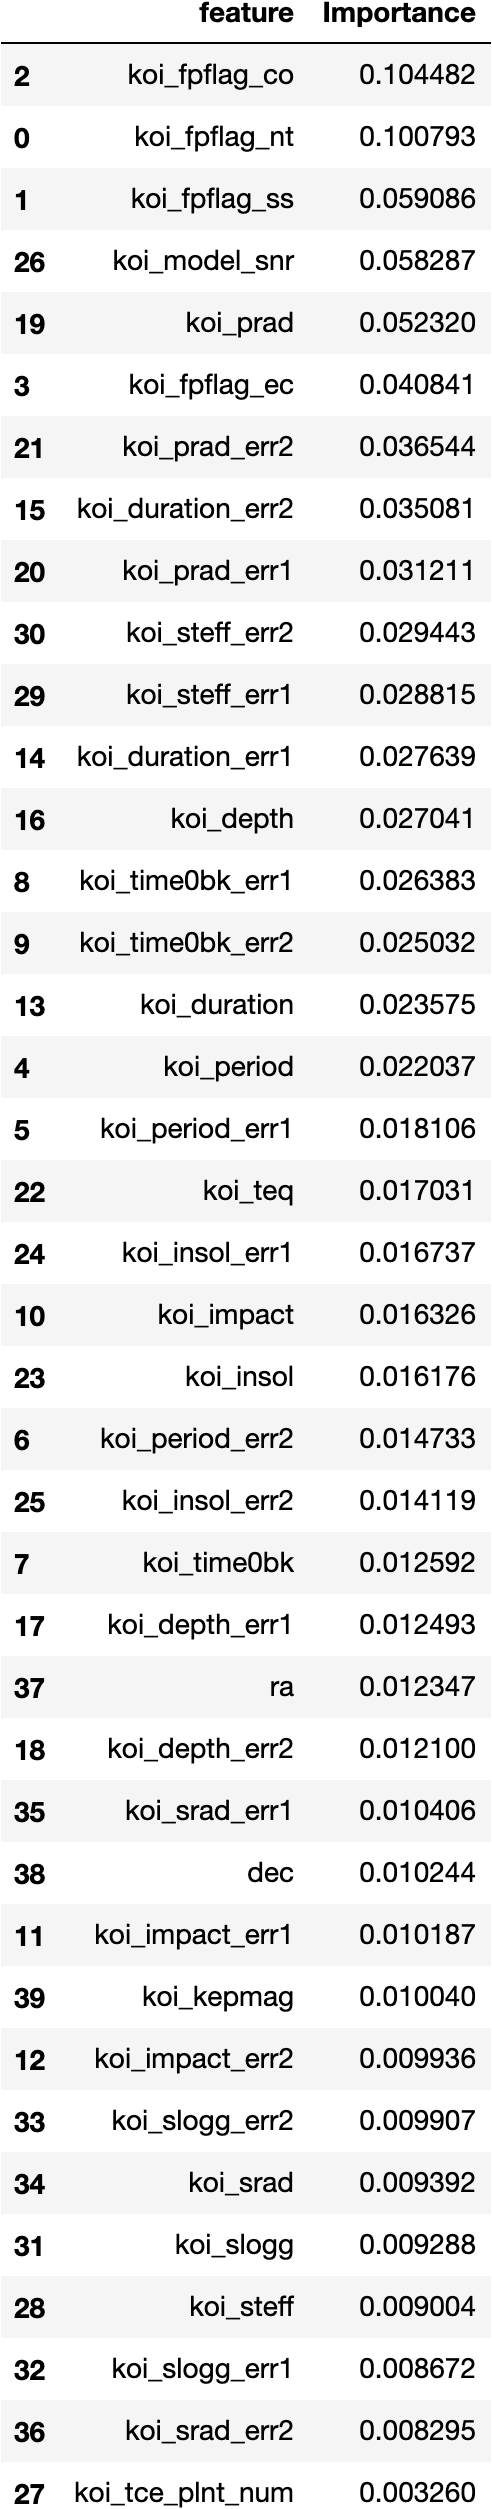 feature Importance
2 koi_fpflag_co 0.104482
0 koi_fpflag_nt 0.100793
1 koi_fpflag_ss 0.059086
26 koi_model_snr 0.058287
19 koi_prad 0.052320
3 koi_fpflag_ec 0.040841
21 koi_prad_err2 0.036544
15 koi_duration_err2 0.035081
20 koi_prad_err1 0.031211
30 koi_steff_err2 0.029443
29 koi_steff_err1 0.028815
14 koi_duration_err1 0.027639
16 koi_depth 0.027041
8 koi_time0bk_err1 0.026383
9 koi_time0bk_err2 0.025032
13 koi_duration 0.023575
4 koi_period 0.022037
5 koi_period_err1 0.018106
22 koi_teq 0.017031
24 koi_insol_err1 0.016737
10 koi_impact 0.016326
23 koi_insol 0.016176
6 koi_period_err2 0.014733
25 koi_insol_err2 0.014119
7 koi_time0bk 0.012592
17 koi_depth_err1 0.012493
37 ra 0.012347
18 koi_depth_err2 0.012100
35 koi_srad_err1 0.010406
38 dec 0.010244
11 koi_impact_err1 0.010187
39 koi_kepmag 0.010040
12 koi_impact_err2 0.009936
33 koi_slogg_err2 0.009907
34 koi_srad 0.009392
31 koi_slogg 0.009288
28 koi_steff 0.009004
32 koi_slogg_err1 0.008672
36 koi_srad_err2 0.008295
27 koi_tce_plnt_num 0.003260